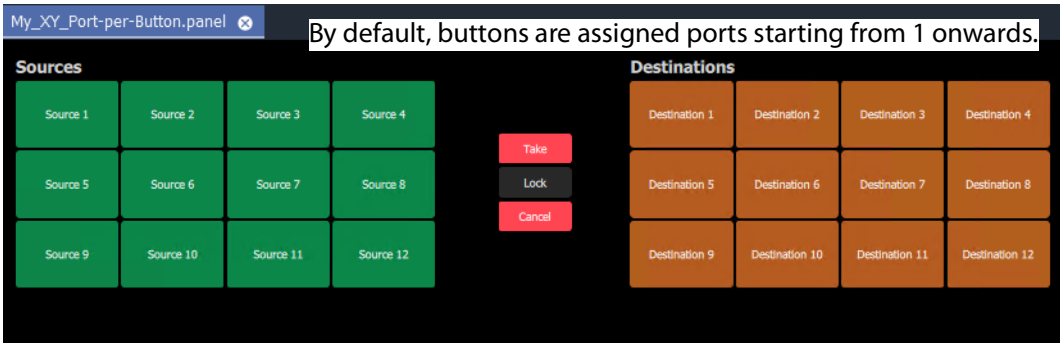 My_XY_Port-per-Button.panel
By default, buttons are assigned ports starting from 1 onwards.
Sources
Destinations
Source 1 Source 2 Source 3 Source 4
Destination 1 Destination 2 Destination 3 Destination 4
Take
Source 5 Source 6 Source 7 Source 8
Lock
Destination 5 Destination 6 Destination 7 Destination 8
Cancel
Source 9 Source 10 Source 11 Source 12
Destination 9 Destination 10 Destination 11 Destination 12